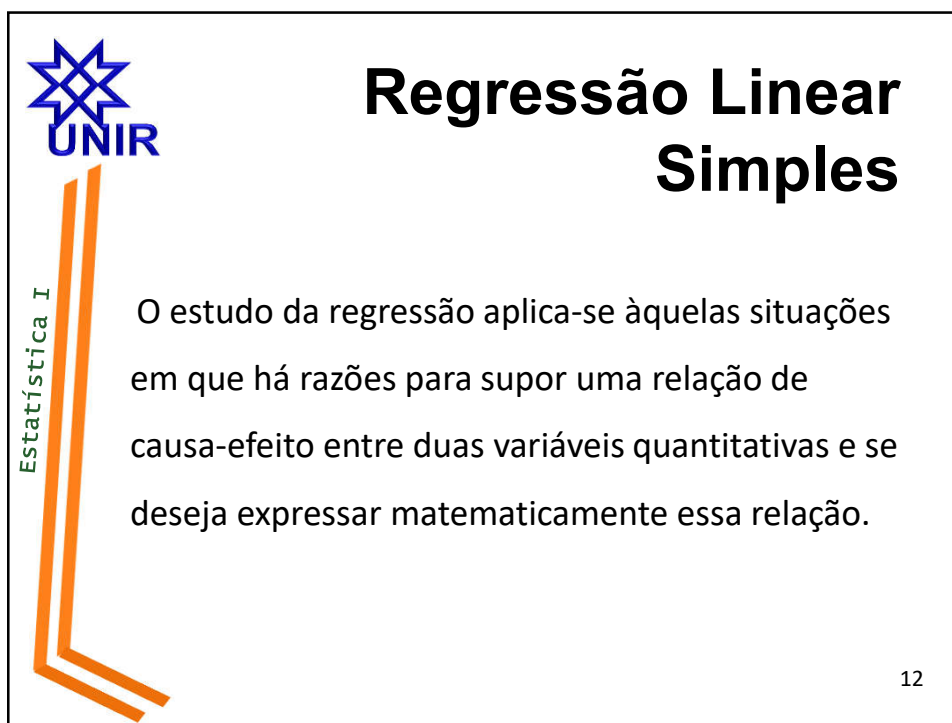 UNIR
Regressão Linear
Simples
Estatística I
O estudo da regressão aplica-se àquelas situações
em que há razões para supor uma relação de
causa-efeito entre duas variáveis quantitativas e se
deseja expressar matematicamente essa relação.
12